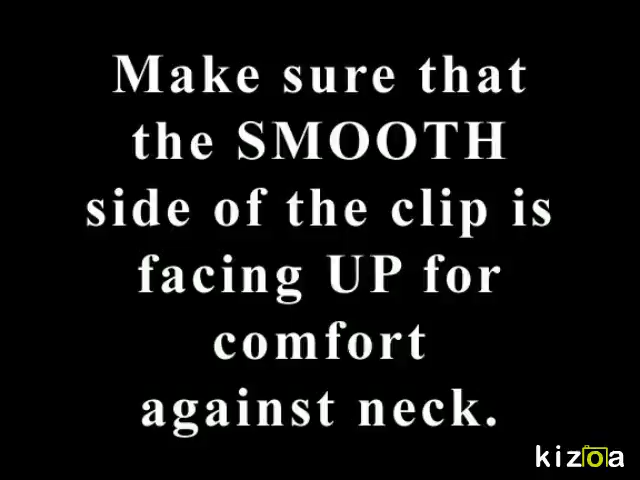 Make sure that
the SMOOTH
side of the clip is
facing UP for
comfort
against neck.
kizoa